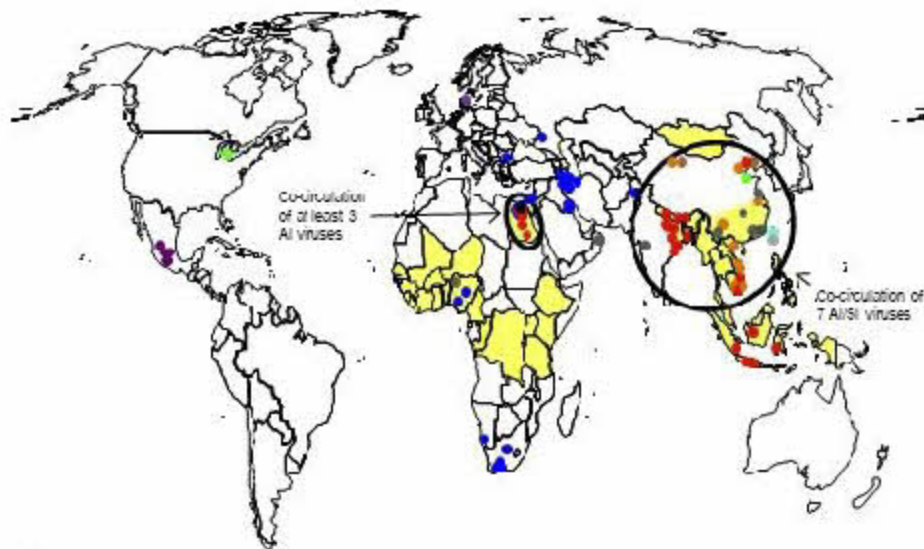 Co-circulation
of at least 3
AI viruses
Co-circulation of
7 AI/SI viruses